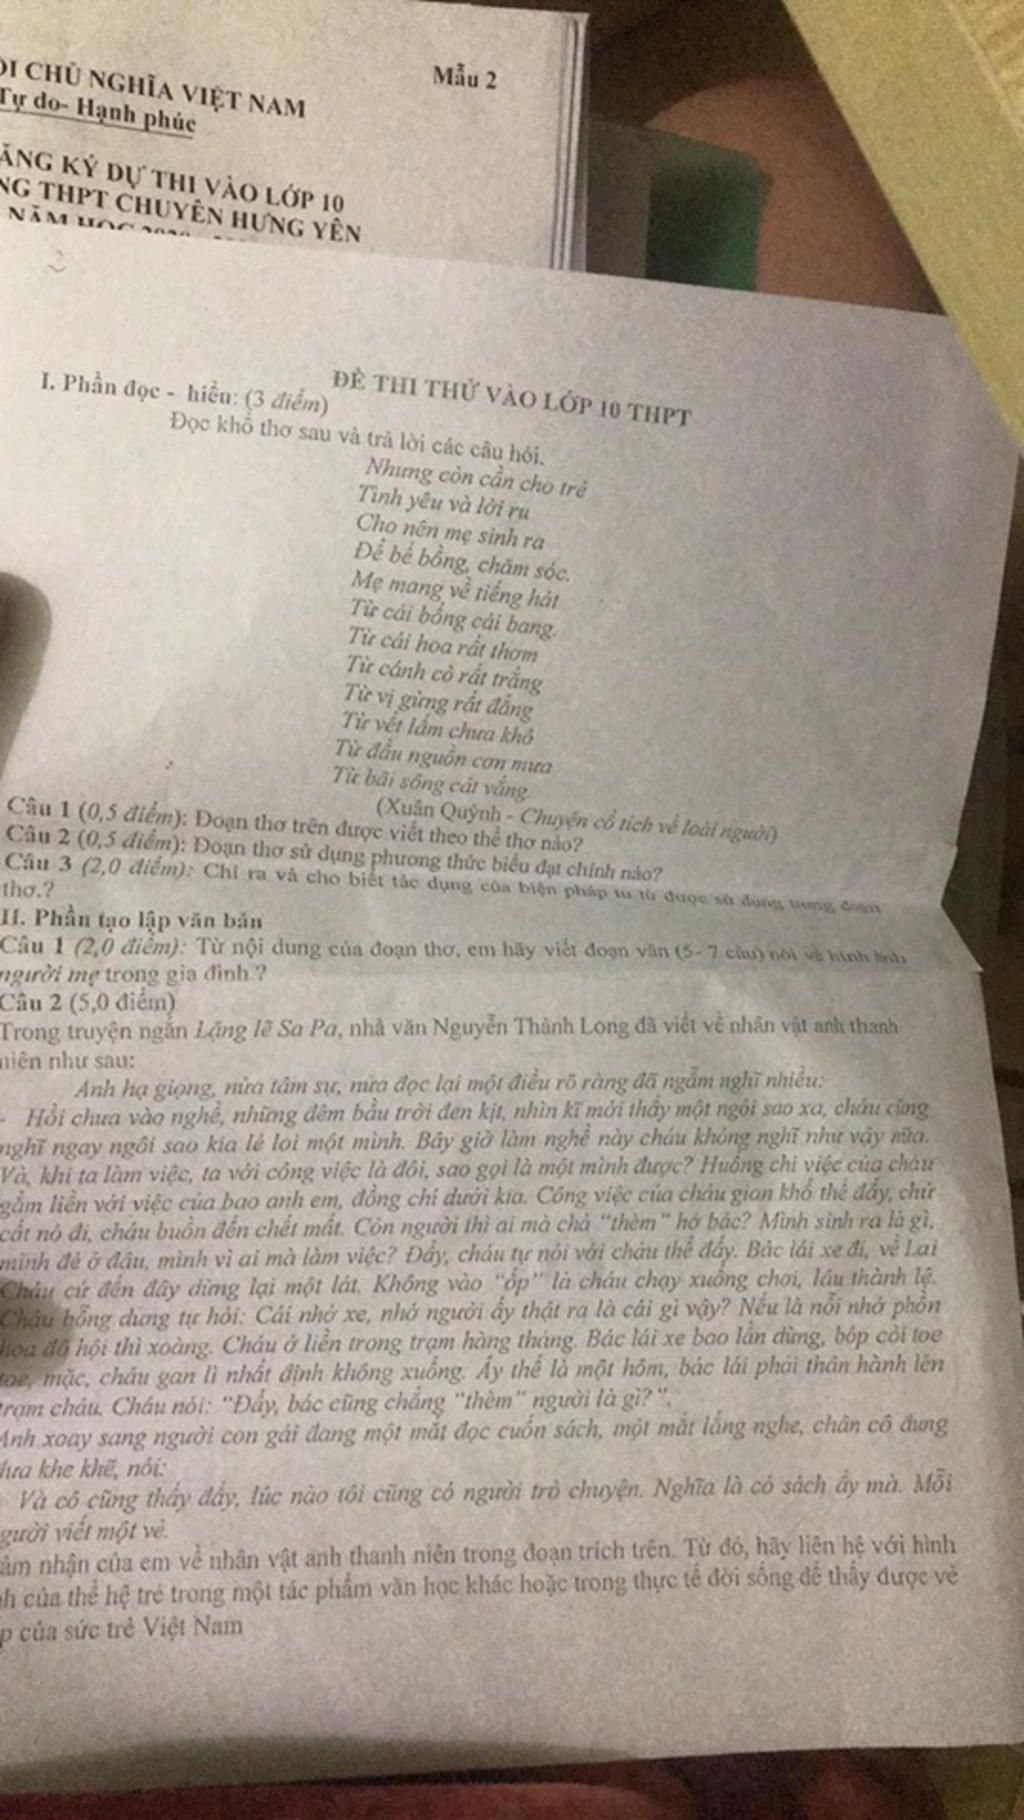 ỘI CHỦ NGHĨA VIỆT NAM
Mẫu 2
Tự do- Hạnh phúc
ĂNG KÝ DỰ THI VÀO LỚP 10
NG THPT CHUYÊN HƯNG YÊN
NĂM HỌC
ĐỀ THI THỬ VÀO LỚP 10 THPT
I. Phần đọc - hiểu: (3 điểm)
Đọc khổ thơ sau và trả lời các câu hỏi.
Nhưng còn cần cho trẻ
Tình yêu và lời ru
Cho nên mẹ sinh ra
Để bế bồng, chăm sóc.
Mẹ mang về tiếng hát
Từ cái bống cái bang.
Từ cái hoa rất thơm
Từ cánh cò rất trắng
Từ vị gừng rất đắng
Từ vết lấm chưa khô
Từ đầu nguồn cơn mưa
Từ bãi sông cát vắng.
(Xuân Quỳnh - Chuyện cổ tích về loài người)
Câu 1 (0,5 điểm): Đoạn thơ trên được viết theo thể thơ nào?
Câu 2 (0,5 điểm): Đoạn thơ sử dụng phương thức biểu đạt chính nào?
Câu 3 (2,0 điểm): Chỉ ra và cho biết tác dụng của biện pháp tu từ được sử dụng trong đoạn
thơ.?
II. Phần tạo lập văn bản
Câu 1 (2,0 điểm): Từ nội dung của đoạn thơ, em hãy viết đoạn văn (5- 7 câu) nói về hình ảnh
người mẹ trong gia đình ?
Câu 2 (5,0 điểm)
Trong truyện ngắn Lặng lẽ Sa Pa, nhà văn Nguyễn Thành Long đã viết về nhân vật anh thanh
niên như sau:
Anh hạ giọng, nửa tâm sự, nửa đọc lại một điều rõ ràng đã ngẫm nghĩ nhiều:
- Hồi chưa vào nghề, những đêm bầu trời đen kịt, nhìn kĩ mới thấy một ngôi sao xa, cháu cũng
nghĩ ngay ngôi sao kia lẻ loi một mình. Bây giờ làm nghề này cháu không nghĩ như vậy nữa.
Và, khi ta làm việc, ta với công việc là đôi, sao gọi là một mình được? Huống chi việc của cháu
gắn liền với việc của bao anh em, đồng chí dưới kia. Công việc của cháu gian khổ thế đấy, chứ
cất nó đi, cháu buồn đến chết mất. Còn người thì ai mà chả "thèm" hở bác? Mình sinh ra là gì,
mình đẻ ở đâu, mình vì ai mà làm việc? Đấy, cháu tự nói với cháu thế đấy. Bác lái xe đi, về Lai
Châu cứ đến đây dừng lại một lát. Không vào "ốp" là cháu chạy xuống chơi, lâu thành lệ.
Cháu bỗng dưng tự hỏi: Cái nhớ xe, nhớ người ấy thật ra là cái gì vậy? Nếu là nỗi nhớ phồn
hoa đô hội thì xoàng. Cháu ở liền trong trạm hàng tháng. Bác lái xe bao lần dừng, bóp còi toe
toe, mặc, cháu gan lì nhất định không xuống. Ấy thế là một hôm, bác lái phải thân hành lên
trạm cháu. Cháu nói: "Đấy, bác cũng chẳng "thèm" người là gì?".
Anh xoay sang người con gái đang một mắt đọc cuốn sách, một mắt lắng nghe, chân cô đung
đưa khe khẽ, nói:
Và cô cũng thấy đấy, lúc nào tôi cũng có người trò chuyện. Nghĩa là có sách ấy mà. Mỗi
gười viết một vẻ.
ảm nhận của em về nhân vật anh thanh niên trong đoạn trích trên. Từ đó, hãy liên hệ với hình
nh của thế hệ trẻ trong một tác phẩm văn học khác hoặc trong thực tế đời sống để thấy được vẻ
p của sức trẻ Việt Nam